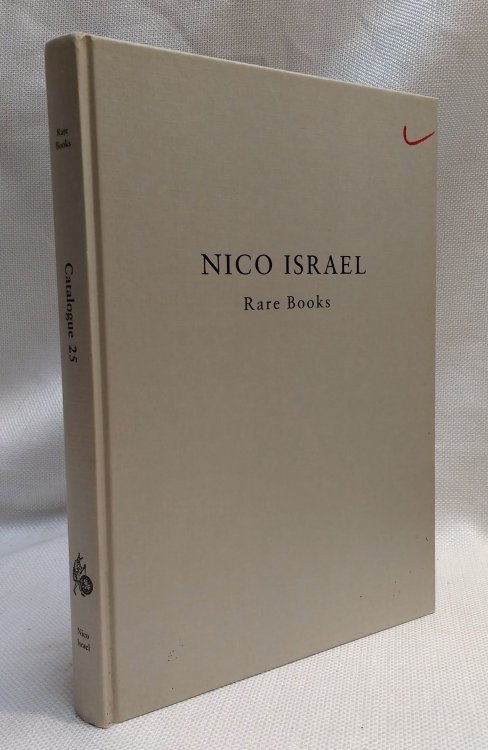 Rare
Books
Catalogue 25
Nico
Israel
NICO ISRAEL
Rare Books